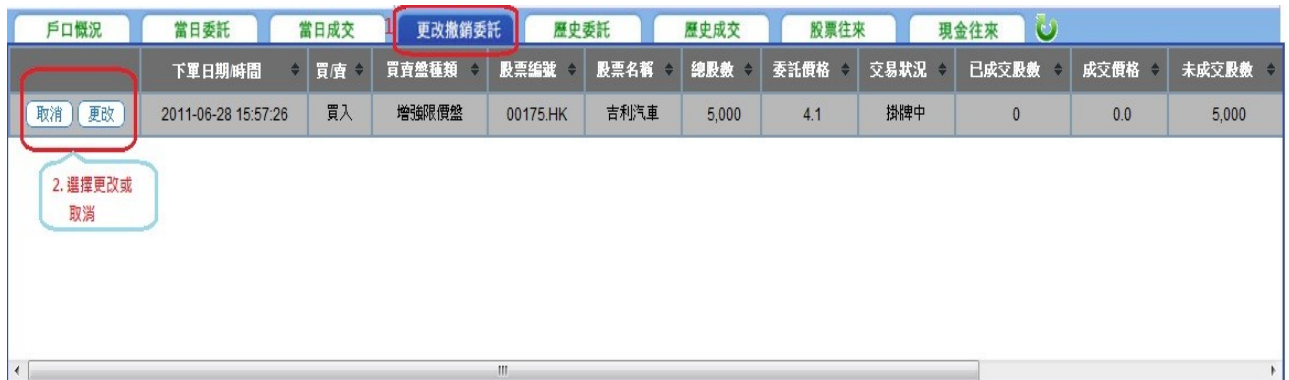 戶口概況 當日委託 當日成交 1 更改撤銷委託 歷史委託 歷史成交 股票往來 現金往來
下單日期/時間 買/賣 買賣盤種類 股票編號 股票名稱 總股數 委託價格 交易狀況 已成交股數 成交價格 未成交股數
取消 更改 2011-06-28 15:57:26 買入 增強限價盤 00175.HK 吉利汽車 5,000 4.1 掛牌中 0 0.0 5,000
2. 選擇更改或
取消